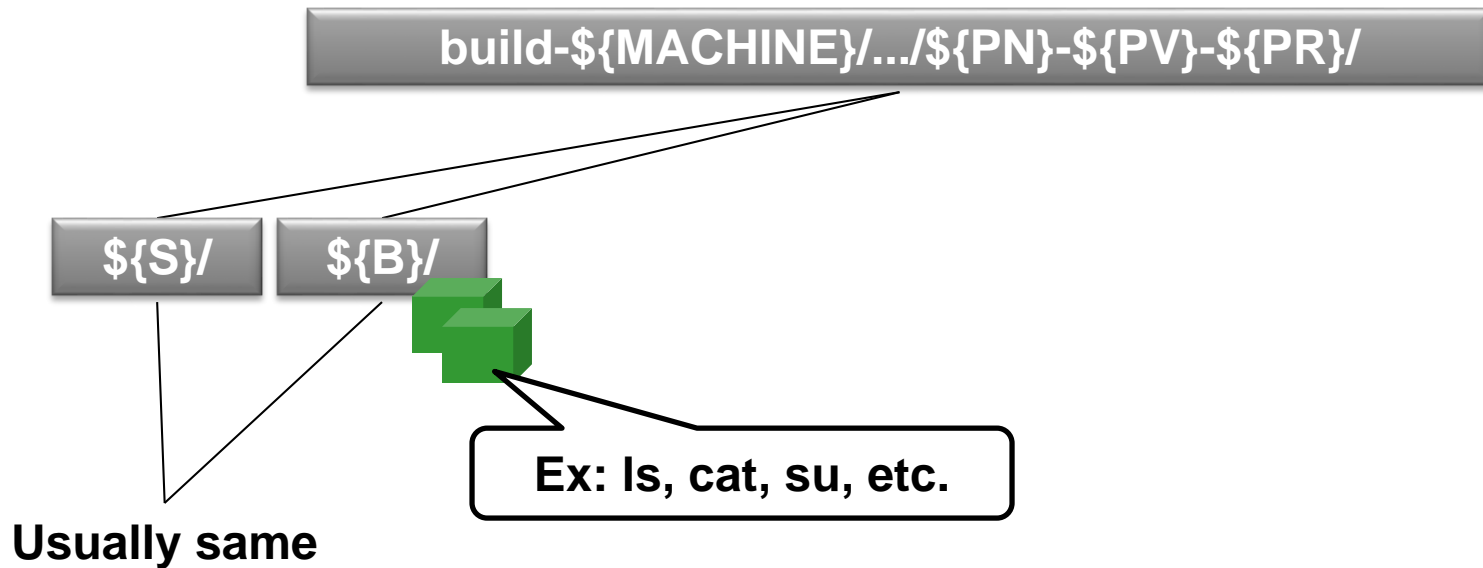 build-${MACHINE}/.../${PN}-${PV}-${PR}/
${S}/ ${B}/
Ex: ls, cat, su, etc.
Usually same